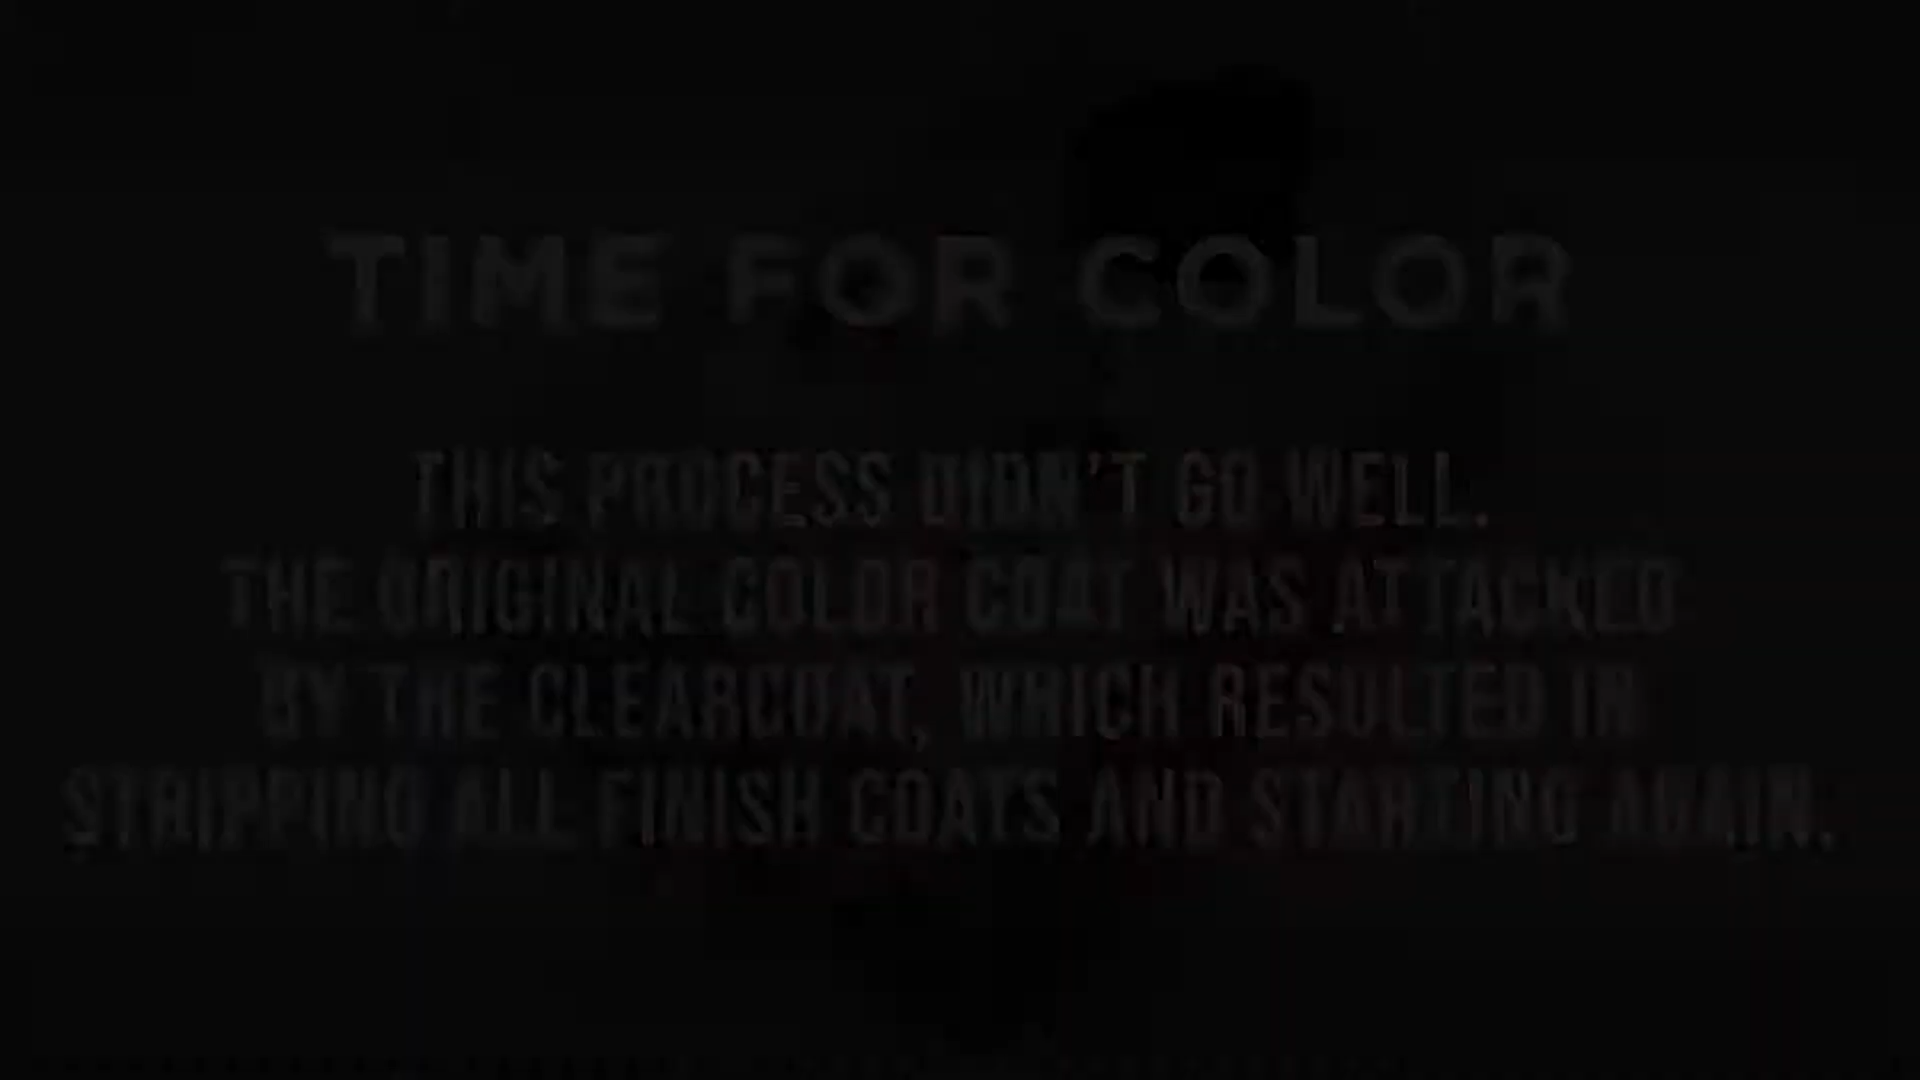 TIME FOR COLOR
THIS PROCESS DIDN'T GO WELL.
THE ORIGINAL COLOR COAT WAS ATTACKED
BY THE CLEARCOAT, WHICH RESULTED IN
STRIPPING ALL FINISH COATS AND STARTING AGAIN.